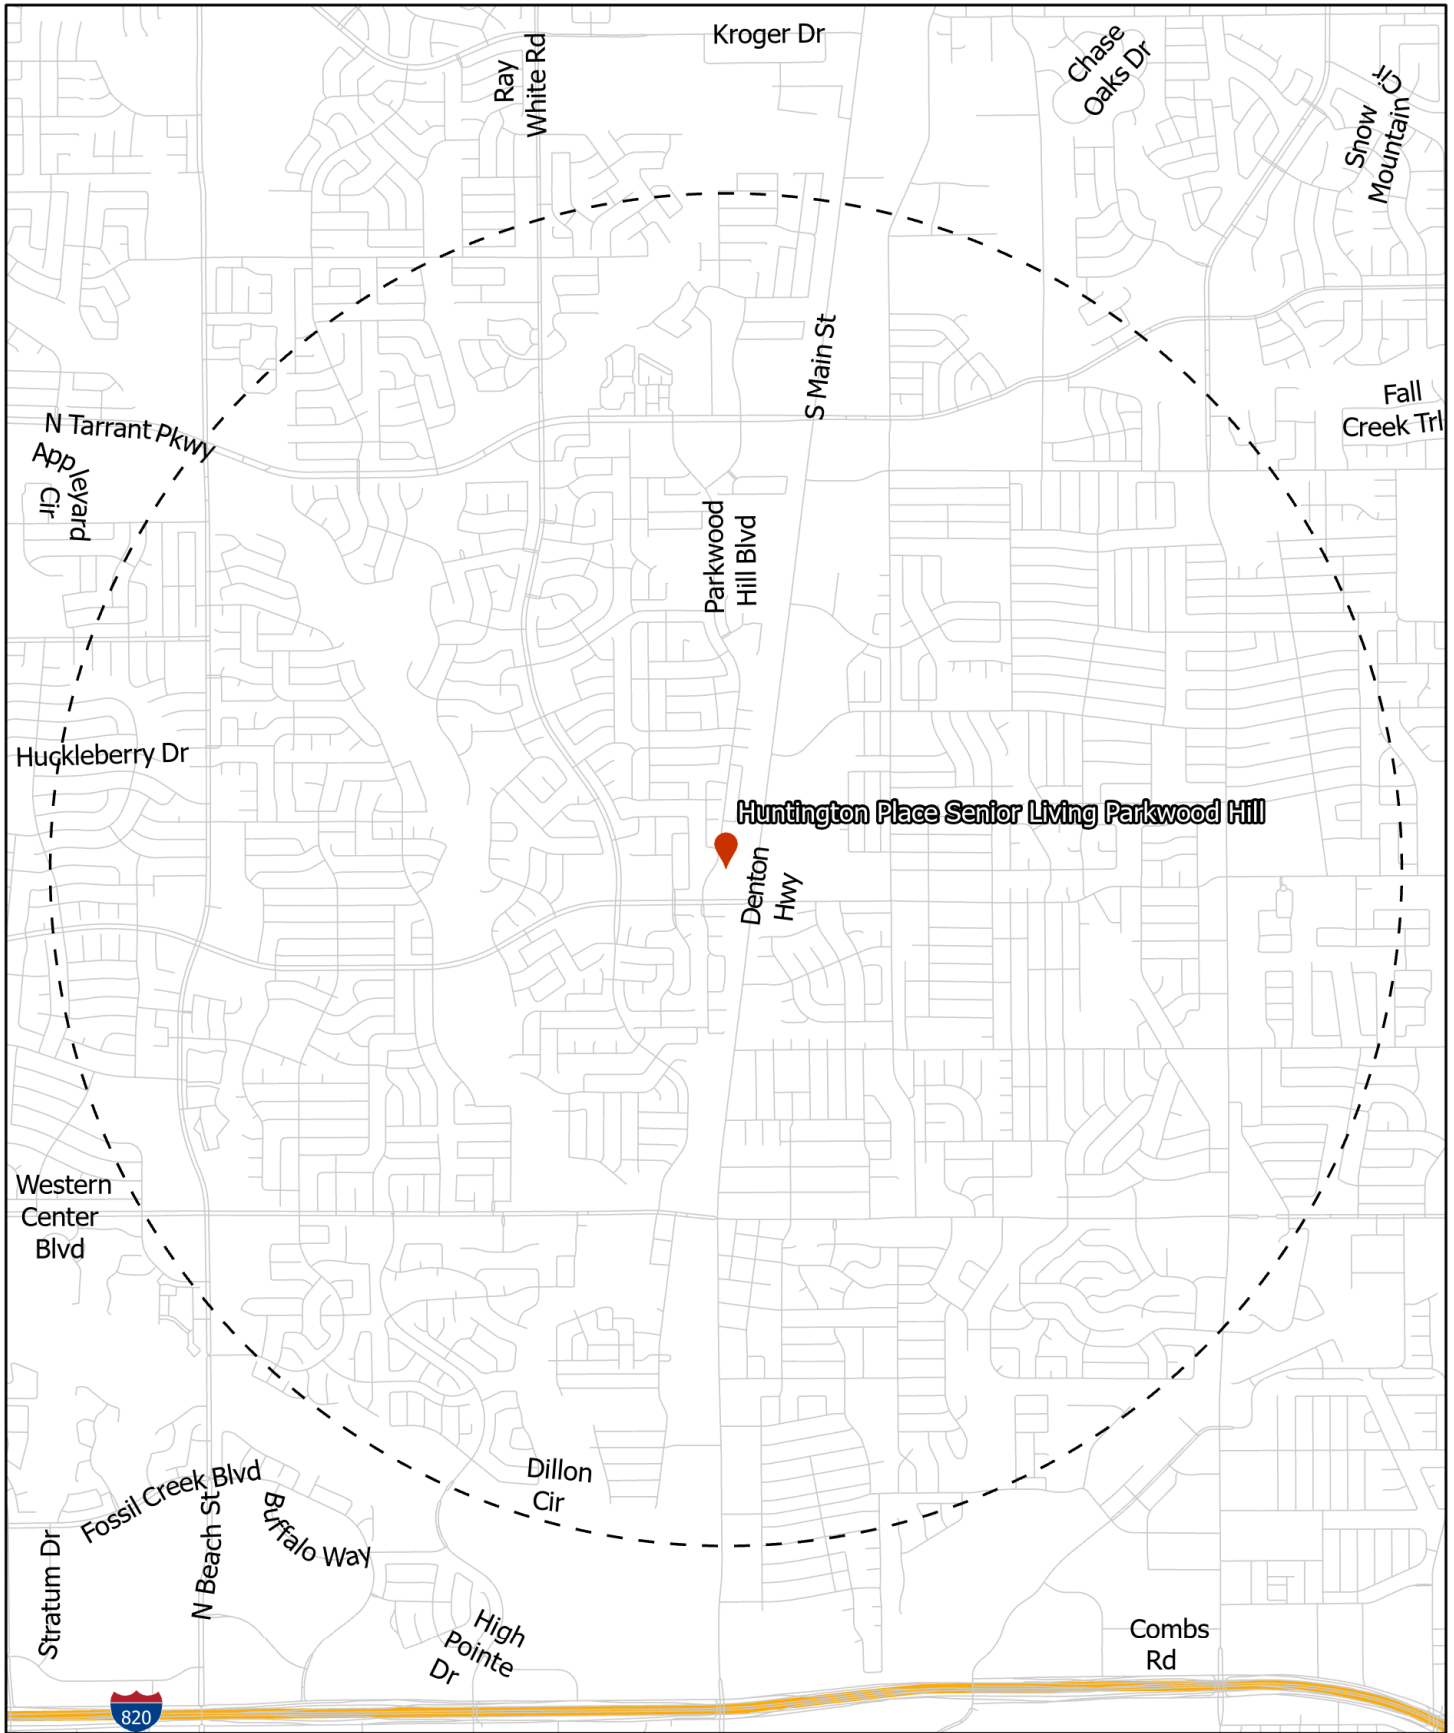 Kroger Dr
Ray
White Rd
Chase
Oaks Dr
Snow
Mountain Cir
S Main St
Fall
Creek Trl
N Tarrant Pkwy
Appleyard
Cir
Parkwood
Hill Blvd
Huckleberry Dr
Huntington Place Senior Living Parkwood Hill
Denton
Hwy
Western
Center
Blvd
Dillon
Cir
Fossil Creek Blvd
N Beach St
Buffalo Way
Stratum Dr
High
Pointe
Dr
Combs
Rd
820